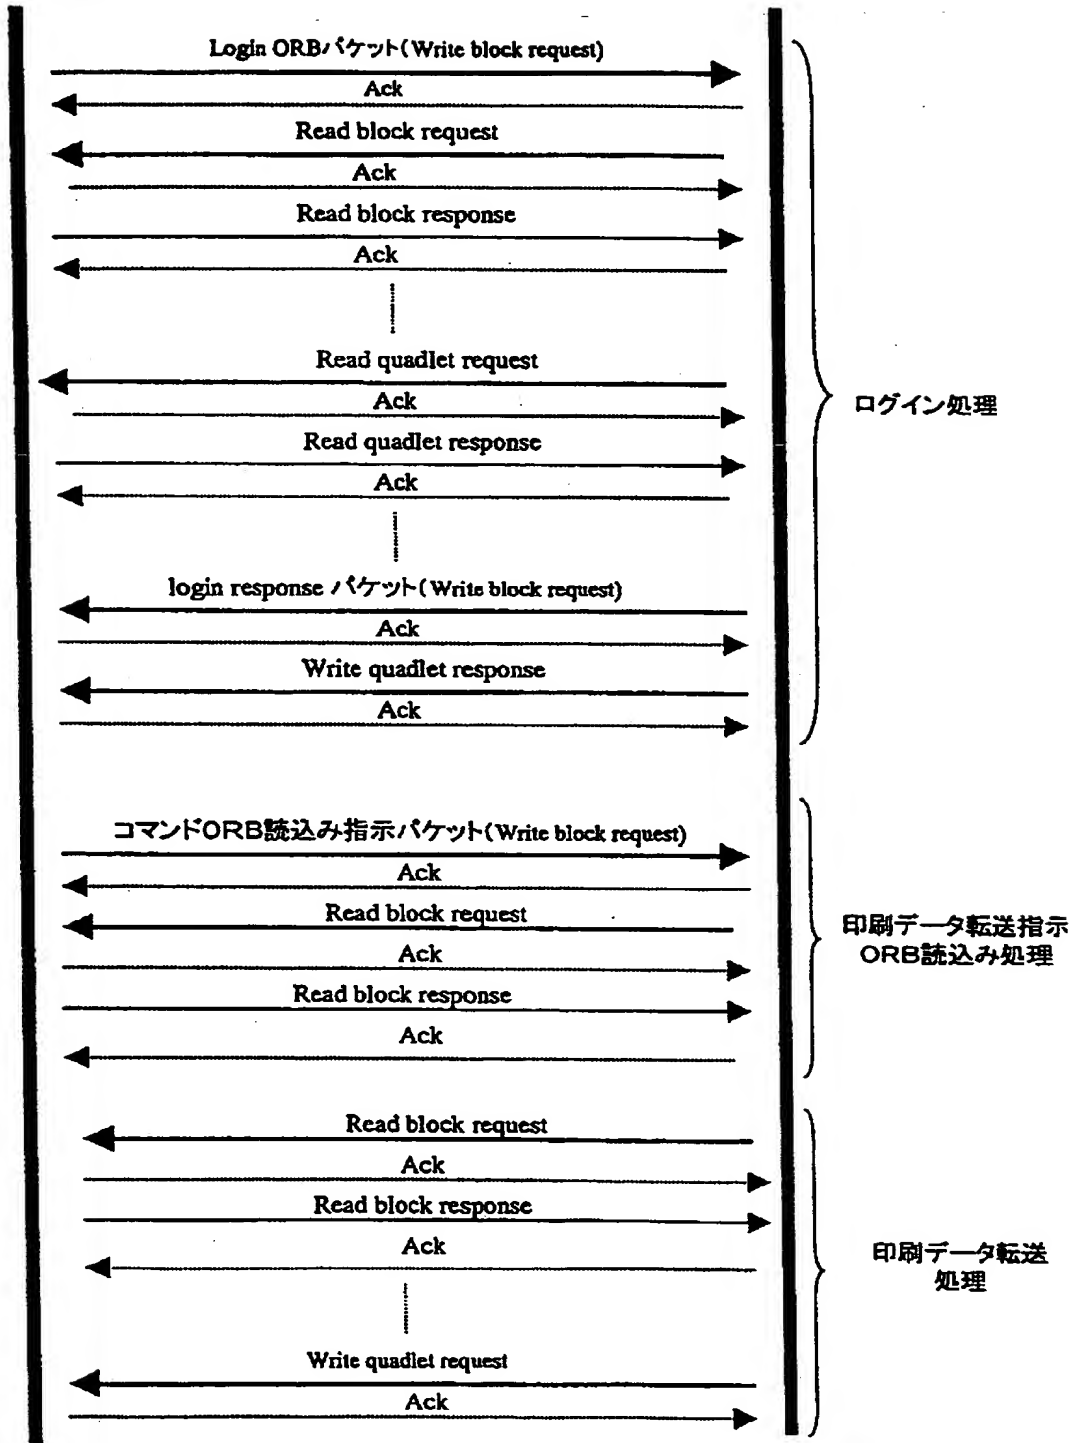 Login ORBパケット(Write block request)
Ack
Read block request
Ack
Read block response
Ack
Read quadlet request
Ack
ログイン処理
Read quadlet response
Ack
login response パケット(Write block request)
Ack
Write quadlet response
Ack
コマンドORB読込み指示パケット(Write block request)
Ack
Read block request
印刷データ転送指示
ORB読込み処理
Ack
Read block response
Ack
Read block request
Ack
Read block response
Ack
印刷データ転送
処理
Write quadlet request
Ack